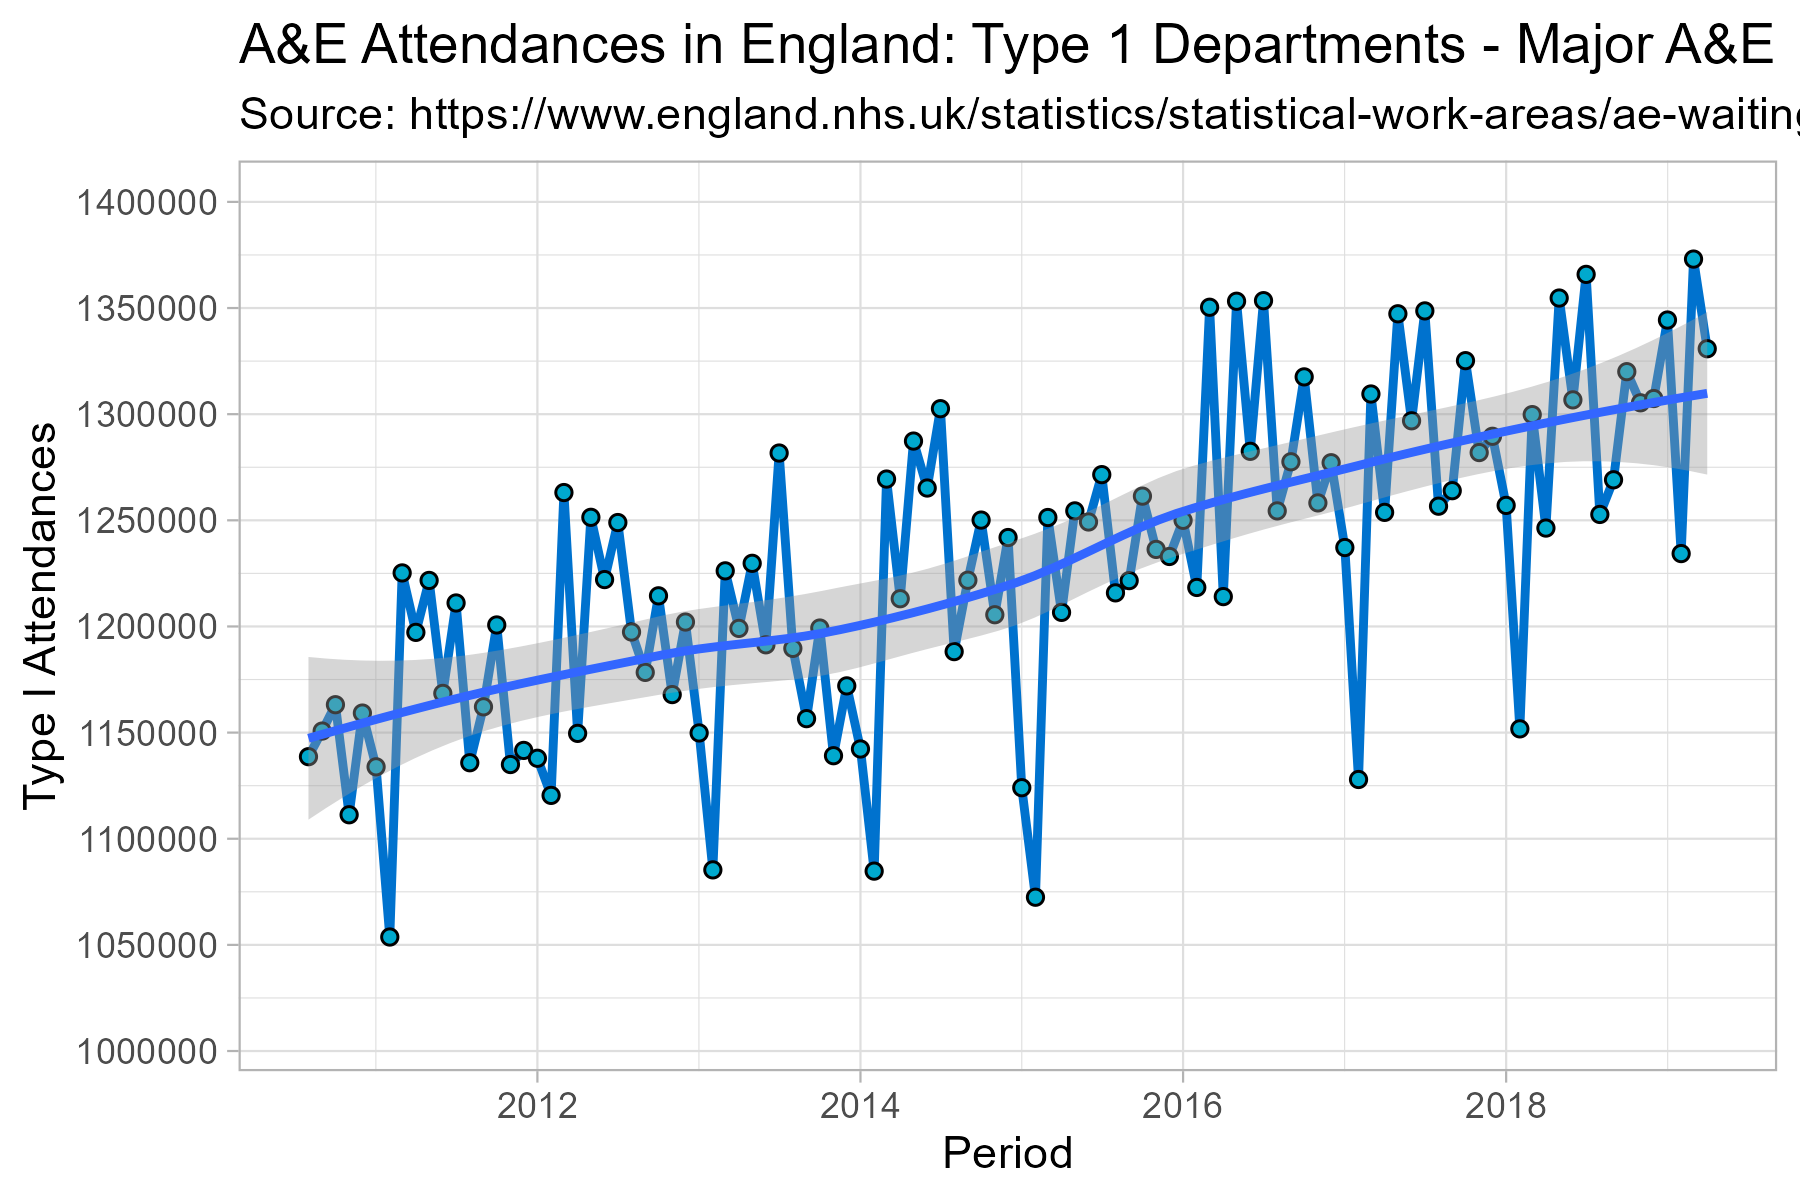 A&E Attendances in England: Type 1 Departments - Major A&E
Source: https://www.england.nhs.uk/statistics/statistical-work-areas/ae-waiting
1400000
1350000
1300000
1250000
1200000
1150000
1100000
1050000
1000000
Type I Attendances
2012 2014 2016 2018
Period